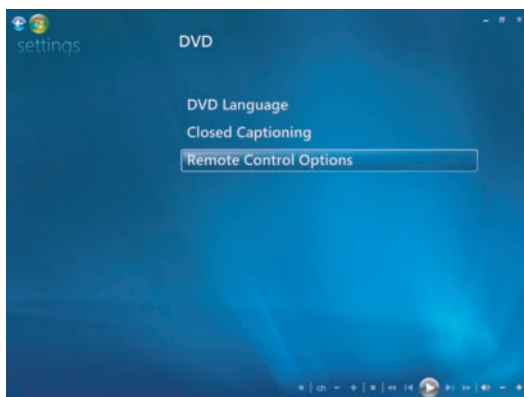 settings
DVD
DVD Language
Closed Captioning
Remote Control Options
ch